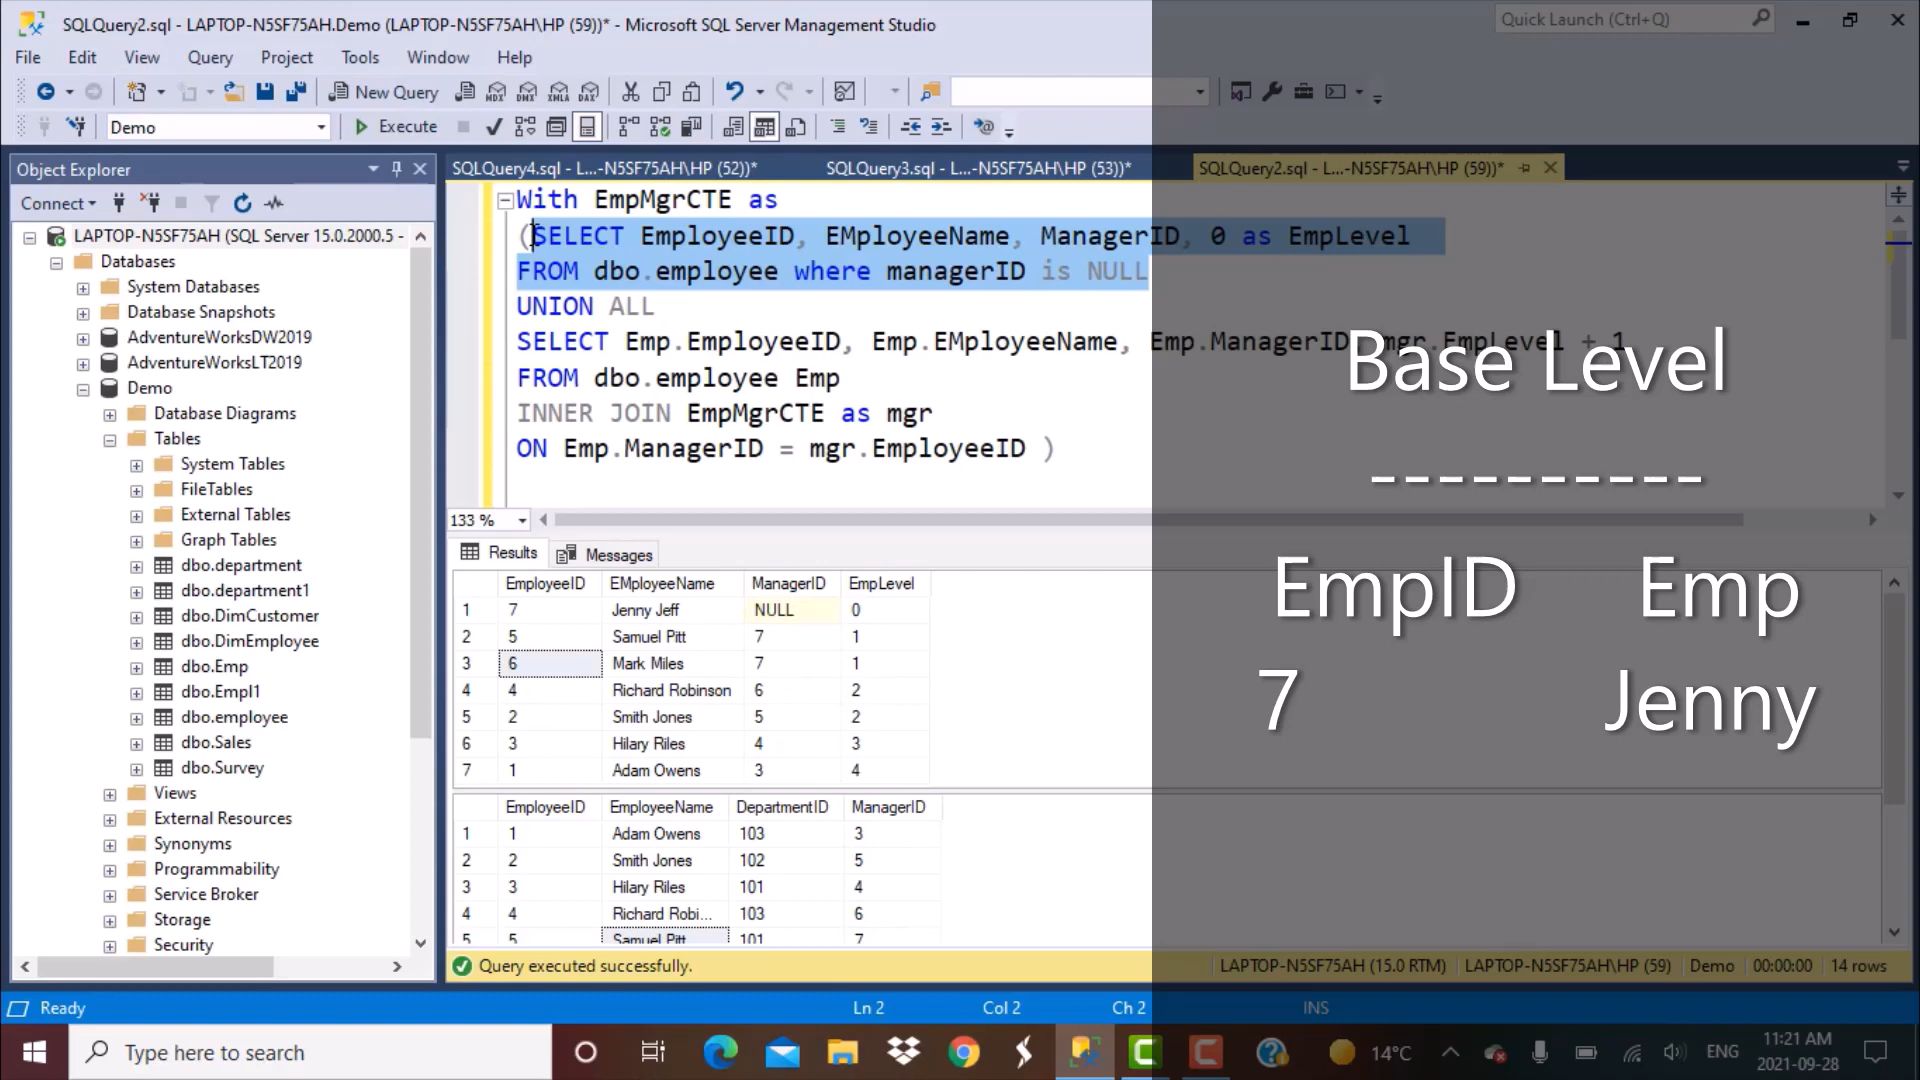 SQLQuery2.sql - LAPTOP-N5SF75AH.Demo (LAPTOP-N5SF75AH\HP (59))* - Microsoft SQL Server Management Studio
Quick Launch (Ctrl+Q)
File Edit View Query Project Tools Window Help
New Query
Demo
Execute
Object Explorer
Connect
LAPTOP-N5SF75AH (SQL Server 15.0.2000.5 -
Databases
System Databases
Database Snapshots
AdventureWorksDW2019
AdventureWorksLT2019
Demo
Database Diagrams
Tables
System Tables
FileTables
External Tables
Graph Tables
dbo.department
dbo.department1
dbo.DimCustomer
dbo.DimEmployee
dbo.Emp
dbo.Empl1
dbo.employee
dbo.Sales
dbo.Survey
Views
External Resources
Synonyms
Programmability
Service Broker
Storage
Security
SQLQuery4.sql - L...-N5SF75AH\HP (52))* SQLQuery3.sql - L...-N5SF75AH\HP (53))* SQLQuery2.sql - L...-N5SF75AH\HP (59))*
With EmpMgrCTE as
(SELECT EmployeeID, EMployeeName, ManagerID, 0 as EmpLevel
FROM dbo.employee where managerID is NULL
UNION ALL
SELECT Emp.EmployeeID, Emp.EMployeeName, Emp.ManagerID, mgr.EmpLevel + 1
FROM dbo.employee Emp
INNER JOIN EmpMgrCTE as mgr
ON Emp.ManagerID = mgr.EmployeeID )
133 %
Results Messages
EmployeeID EMployeeName ManagerID EmpLevel
1 7 Jenny Jeff NULL 0
2 5 Samuel Pitt 7 1
3 6 Mark Miles 7 1
4 4 Richard Robinson 6 2
5 2 Smith Jones 5 2
6 3 Hilary Riles 4 3
7 1 Adam Owens 3 4
EmployeeID EmployeeName DepartmentID ManagerID
1 1 Adam Owens 103 3
2 2 Smith Jones 102 5
3 3 Hilary Riles 101 4
4 4 Richard Robi... 103 6
5 5 Samuel Pitt 101 7
Base Level
----------
EmpID Emp
7 Jenny
Query executed successfully.
LAPTOP-N5SF75AH (15.0 RTM) LAPTOP-N5SF75AH\HP (59) Demo 00:00:00 14 rows
Ready Ln 2 Col 2 Ch 2 INS
Type here to search
14°C ENG
11:21 AM
2021-09-28